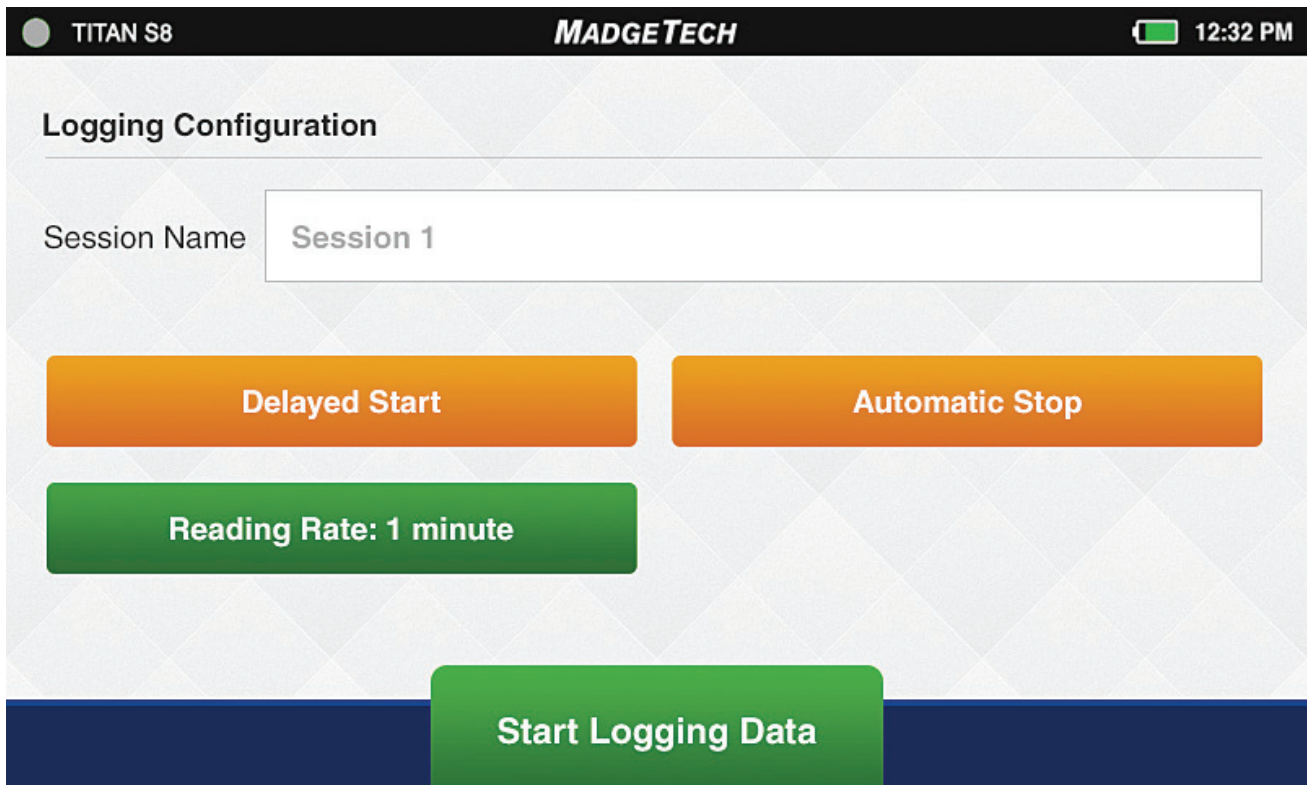 TITAN S8 MADGETECH 12:32 PM
Logging Configuration
Session Name Session 1
Delayed Start Automatic Stop
Reading Rate: 1 minute
Start Logging Data